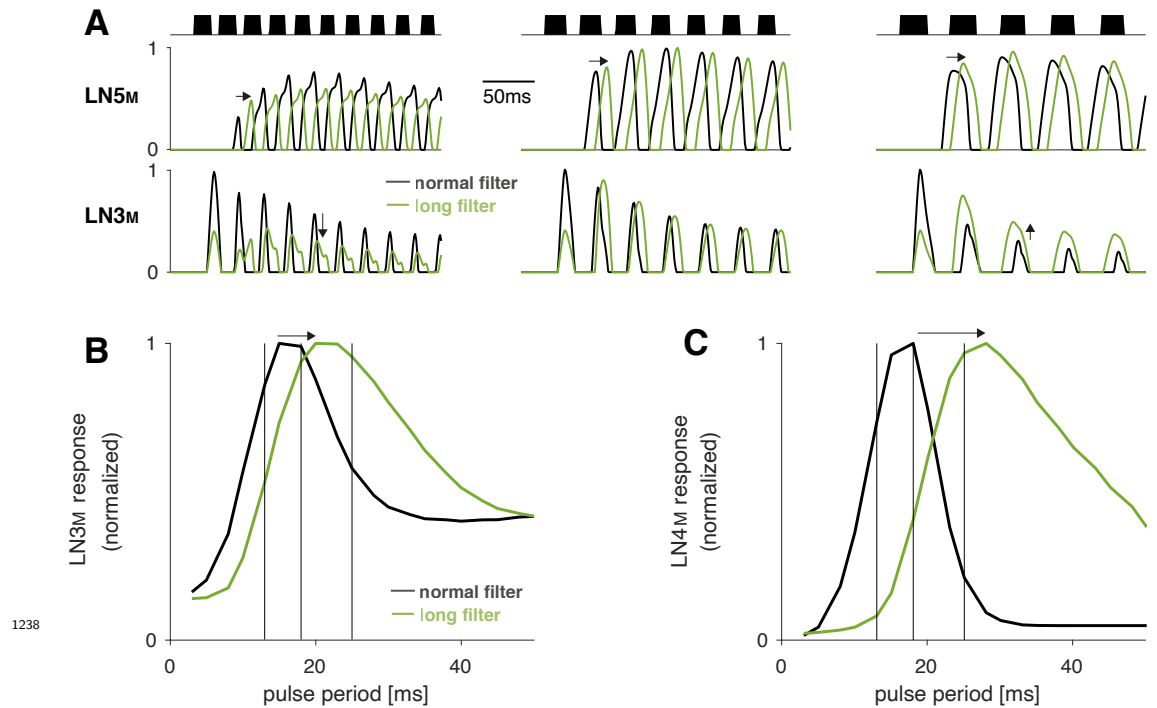 A
1
LN5M
0
50ms
1
LN3M
0
normal filter
long filter
B
1
LN3M response
(normalized)
0
normal filter
long filter
0 20 40
pulse period [ms]
C
1
LN4M response
(normalized)
0
0 20 40
pulse period [ms]
1238